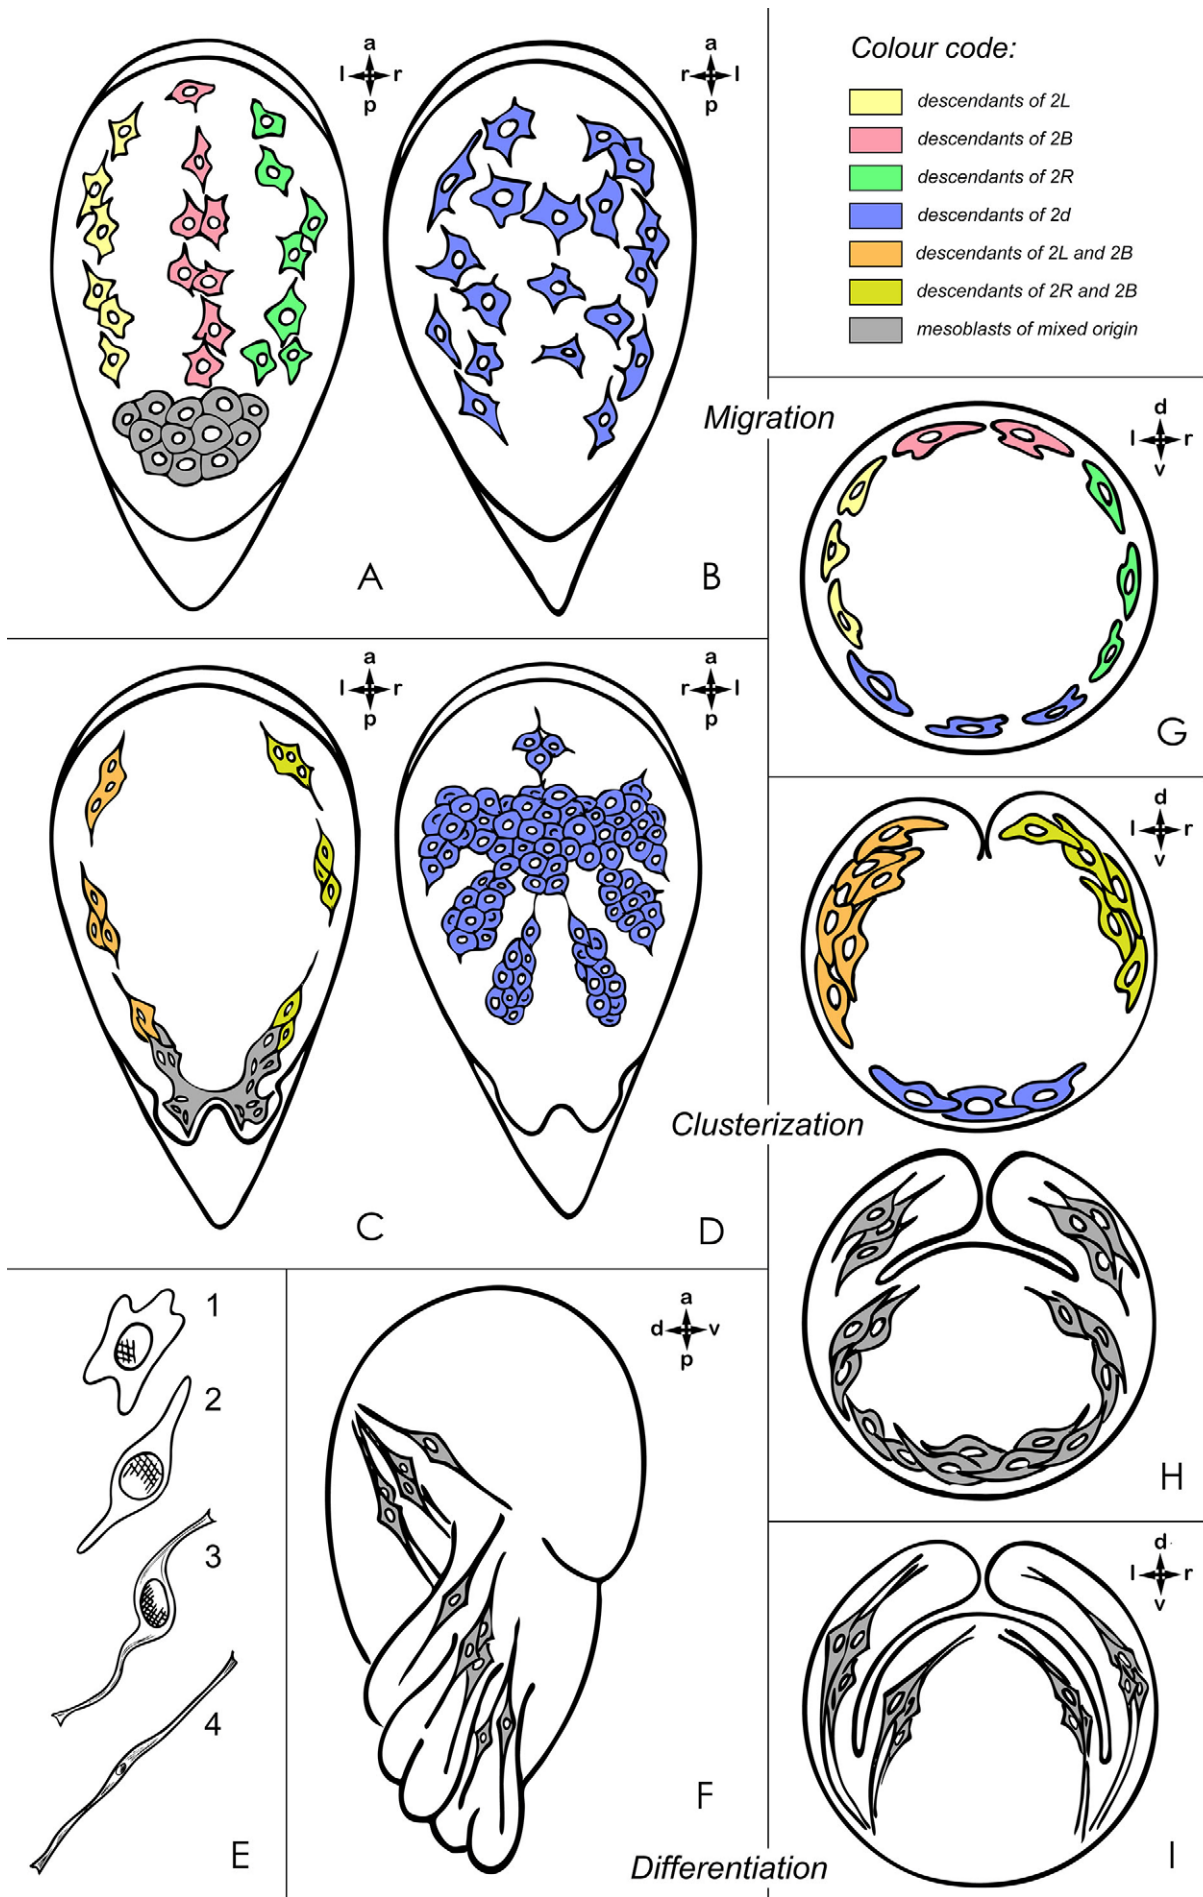 a
l r
p
A
a
r l
p
B
Colour code:
descendants of 2L
descendants of 2B
descendants of 2R
descendants of 2d
descendants of 2L and 2B
descendants of 2R and 2B
mesoblasts of mixed origin
Migration
d
l r
v
G
a
l r
p
C
a
r l
p
D
Clusterization
d
l r
v
H
1
2
3
4
E
a
d v
p
F
Differentiation
d
l r
v
I